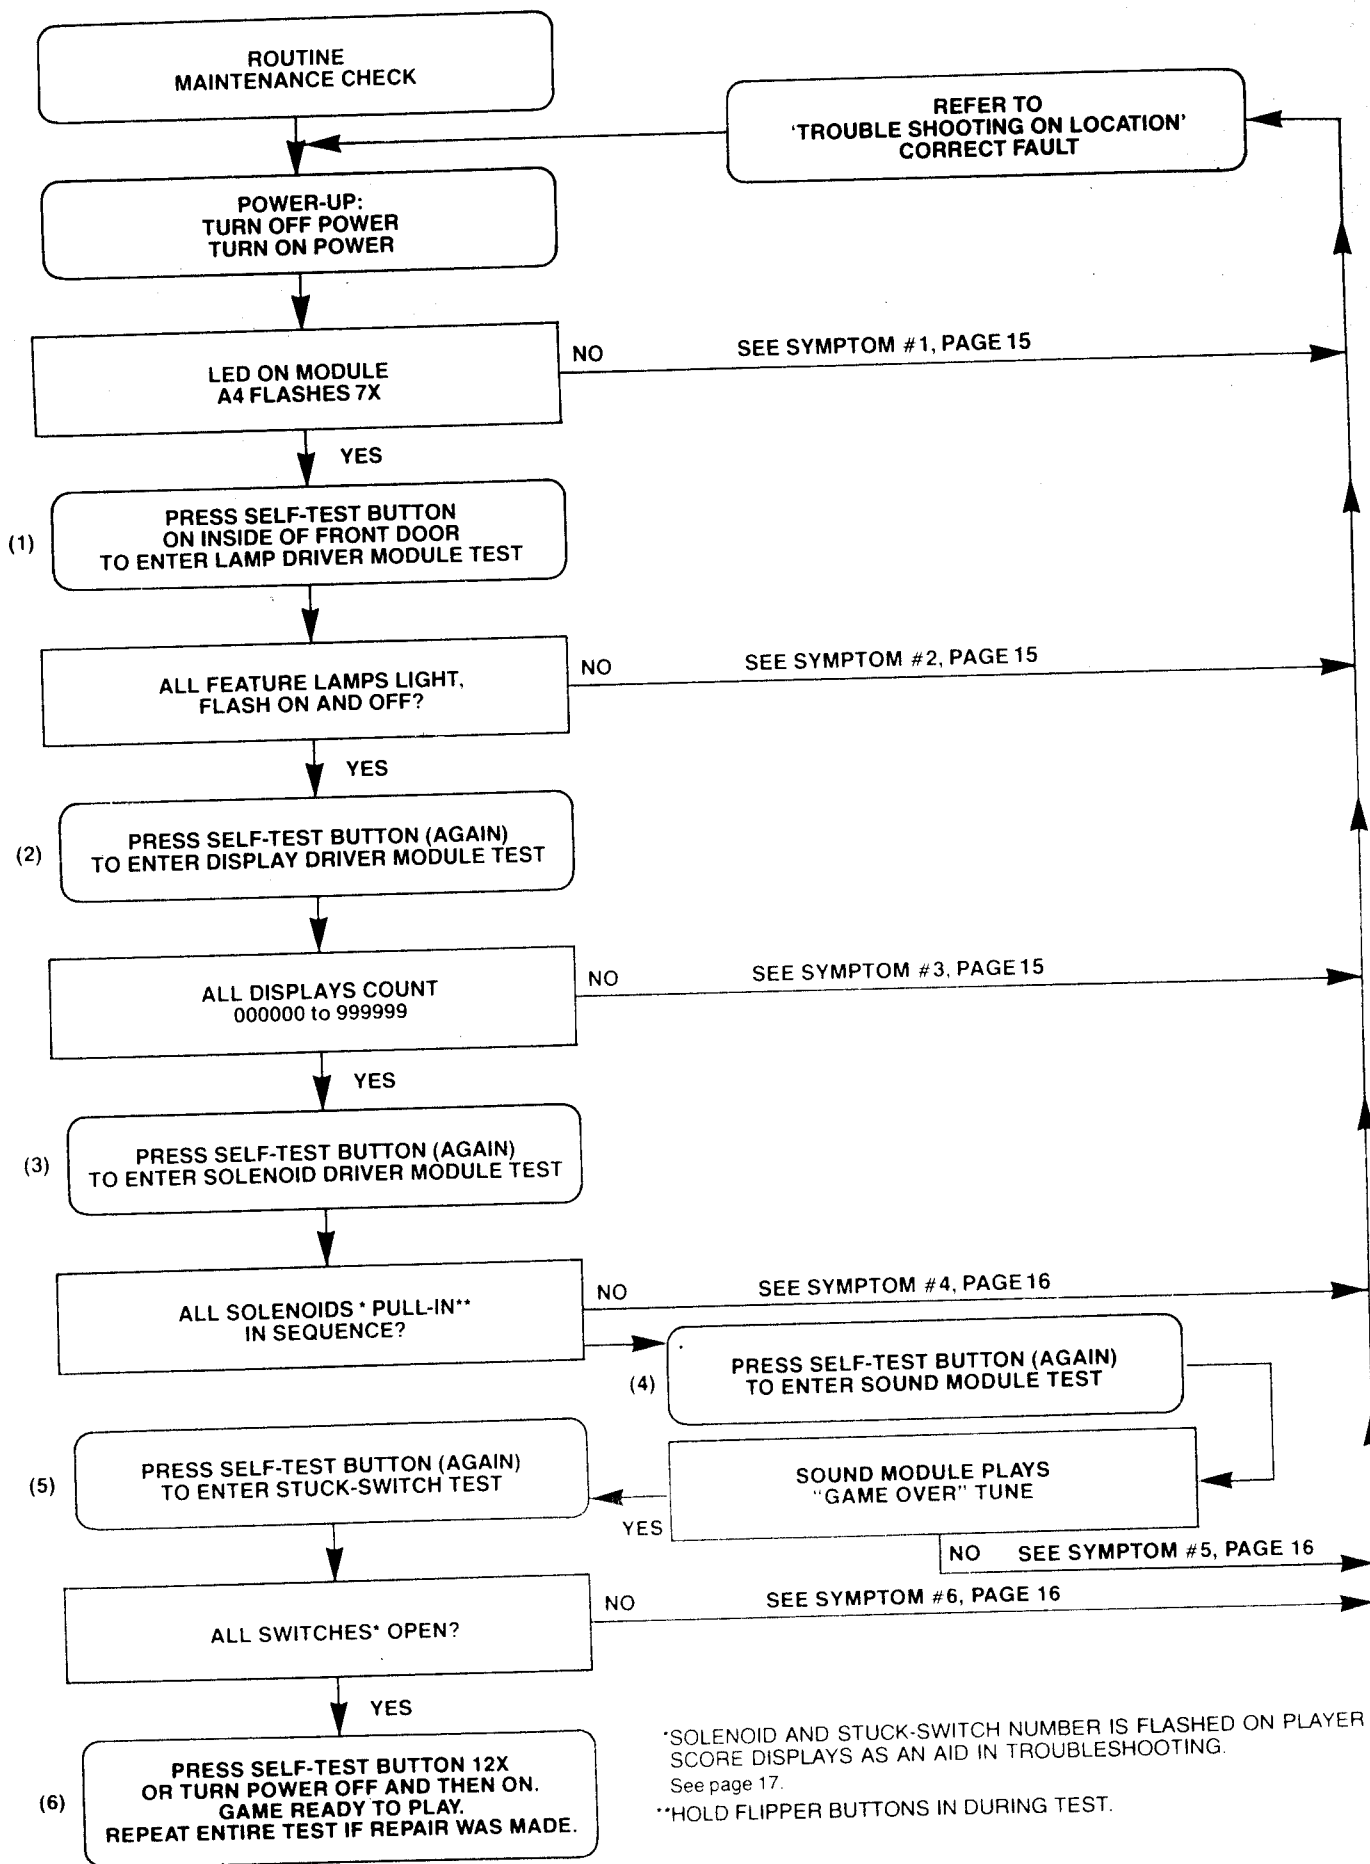 ROUTINE
MAINTENANCE CHECK
REFER TO
'TROUBLE SHOOTING ON LOCATION'
CORRECT FAULT
POWER-UP:
TURN OFF POWER
TURN ON POWER
LED ON MODULE
A4 FLASHES 7X
NO
SEE SYMPTOM #1, PAGE 15
YES
(1)
PRESS SELF-TEST BUTTON
ON INSIDE OF FRONT DOOR
TO ENTER LAMP DRIVER MODULE TEST
ALL FEATURE LAMPS LIGHT,
FLASH ON AND OFF?
NO
SEE SYMPTOM #2, PAGE 15
YES
(2)
PRESS SELF-TEST BUTTON (AGAIN)
TO ENTER DISPLAY DRIVER MODULE TEST
ALL DISPLAYS COUNT
000000 to 999999
NO
SEE SYMPTOM #3, PAGE 15
YES
(3)
PRESS SELF-TEST BUTTON (AGAIN)
TO ENTER SOLENOID DRIVER MODULE TEST
ALL SOLENOIDS * PULL-IN**
IN SEQUENCE?
NO
SEE SYMPTOM #4, PAGE 16
(4)
PRESS SELF-TEST BUTTON (AGAIN)
TO ENTER SOUND MODULE TEST
SOUND MODULE PLAYS
"GAME OVER" TUNE
YES
NO
SEE SYMPTOM #5, PAGE 16
(5)
PRESS SELF-TEST BUTTON (AGAIN)
TO ENTER STUCK-SWITCH TEST
ALL SWITCHES* OPEN?
NO
SEE SYMPTOM #6, PAGE 16
YES
(6)
PRESS SELF-TEST BUTTON 12X
OR TURN POWER OFF AND THEN ON.
GAME READY TO PLAY.
REPEAT ENTIRE TEST IF REPAIR WAS MADE.
*SOLENOID AND STUCK-SWITCH NUMBER IS FLASHED ON PLAYER
SCORE DISPLAYS AS AN AID IN TROUBLESHOOTING.
See page 17.
**HOLD FLIPPER BUTTONS IN DURING TEST.